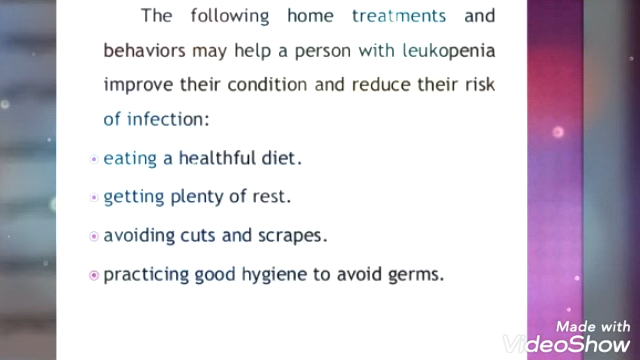 The following home treatments and
behaviors may help a person with leukopenia
improve their condition and reduce their risk
of infection:
eating a healthful diet.
getting plenty of rest.
avoiding cuts and scrapes.
practicing good hygiene to avoid germs.
Made with
VideoShow